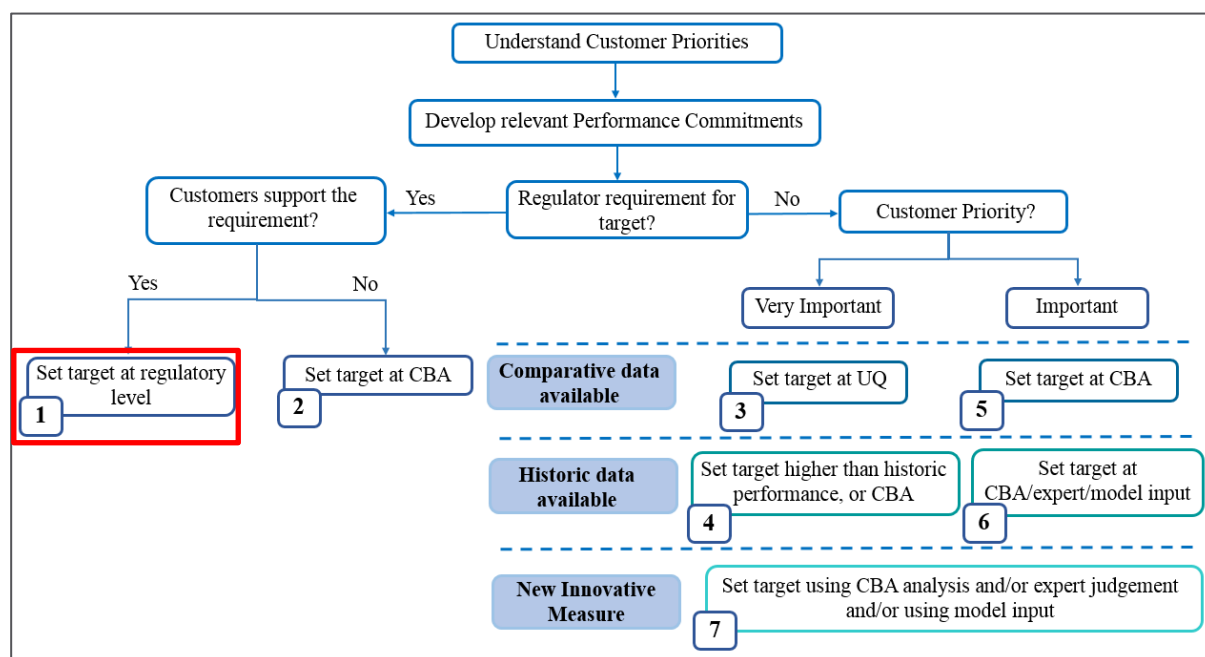 Understand Customer Priorities
Develop relevant Performance Commitments
Customers support the
requirement?
Yes
Regulator requirement for
target?
No
Customer Priority?
Yes
No
Very Important
Important
Set target at regulatory
level
1
Set target at CBA
2
Comparative data
available
Set target at UQ
3
Set target at CBA
5
Historic data
available
Set target higher than historic
performance, or CBA
4
Set target at
CBA/expert/model input
6
New Innovative
Measure
Set target using CBA analysis and/or expert judgement
and/or using model input
7